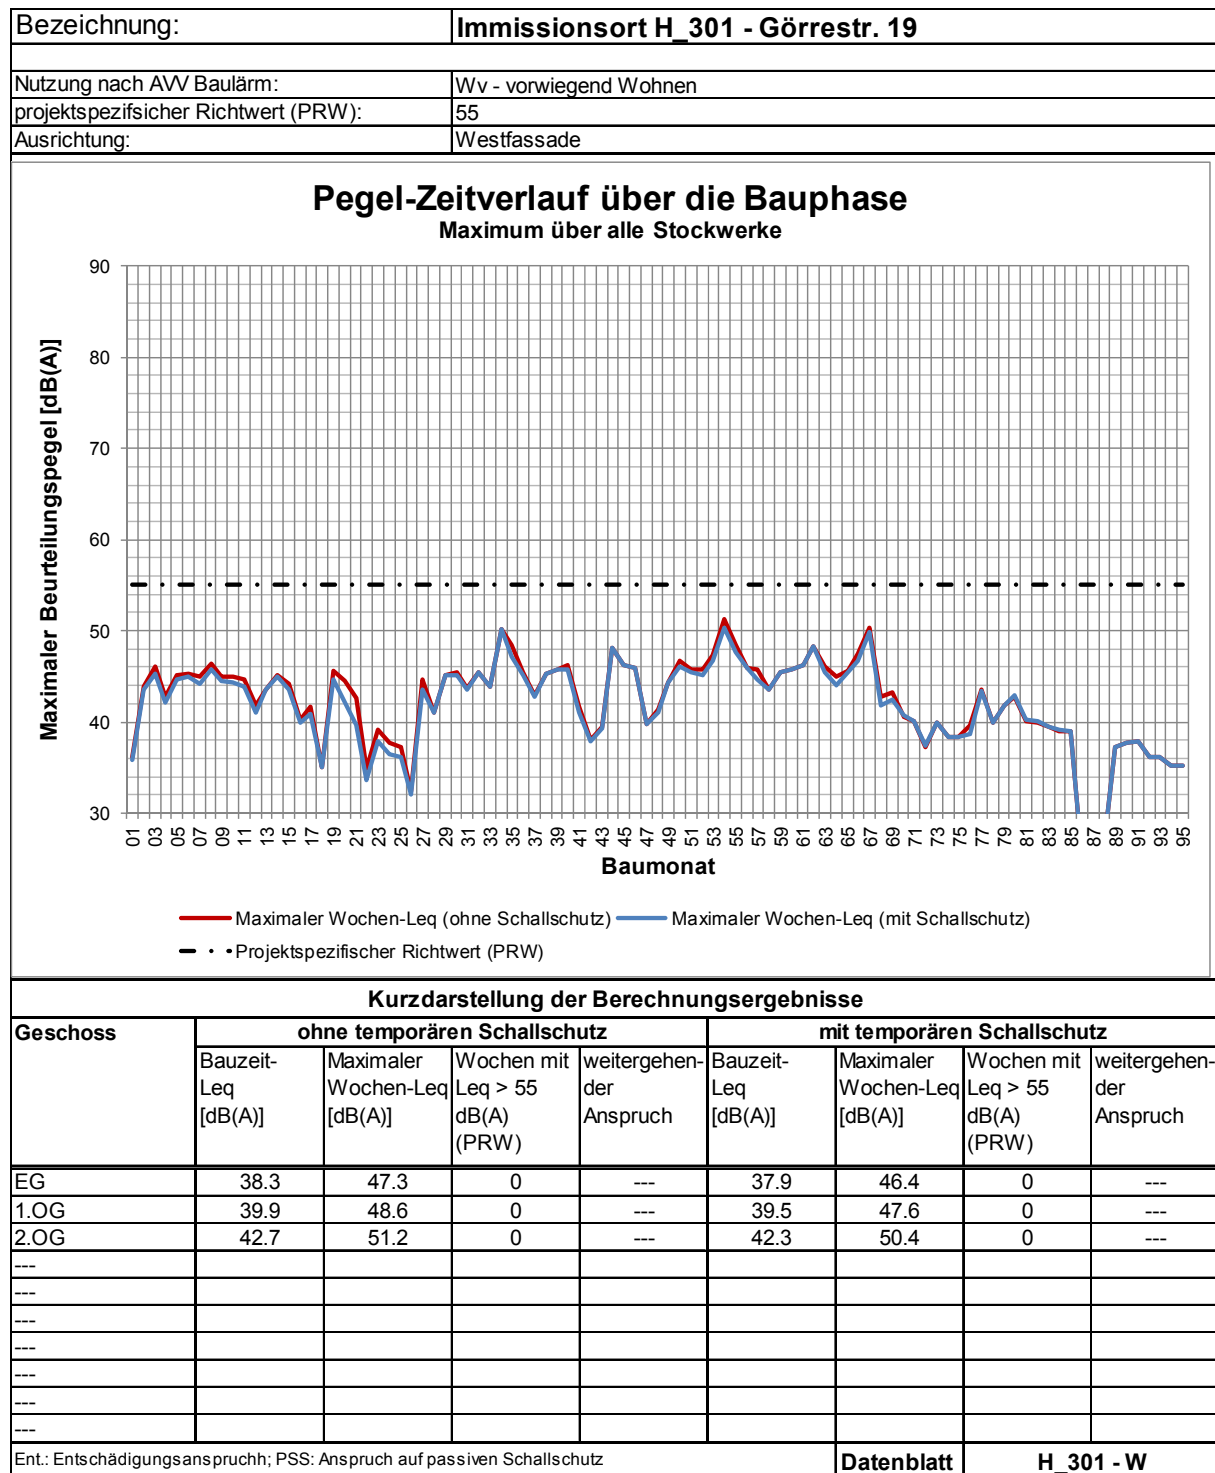 Bezeichnung: Immissionsort H_301 - Görrestr. 19
Nutzung nach AVV Baulärm: Wv - vorwiegend Wohnen
projektspezifsicher Richtwert (PRW): 55
Ausrichtung: Westfassade
Pegel-Zeitverlauf über die Bauphase
Maximum über alle Stockwerke
Maximaler Beurteilungspegel [dB(A)]
90
80
70
60
50
40
30
01 03 05 07 09 11 13 15 17 19 21 23 25 27 29 31 33 35 37 39 41 43 45 47 49 51 53 55 57 59 61 63 65 67 69 71 73 75 77 79 81 83 85 87 89 91 93 95
Baumonat
Maximaler Wochen-Leq (ohne Schallschutz) Maximaler Wochen-Leq (mit Schallschutz)
Projektspezifischer Richtwert (PRW)
Kurzdarstellung der Berechnungsergebnisse
Geschoss ohne temporären Schallschutz mit temporären Schallschutz
Bauzeit- Maximaler Wochen mit weitergehen- Bauzeit- Maximaler Wochen mit weitergehen-
Leq Wochen-Leq Leq > 55 der Leq Wochen-Leq Leq > 55 der
[dB(A)] [dB(A)] dB(A) Anspruch [dB(A)] [dB(A)] dB(A) Anspruch
(PRW) (PRW)
EG 38.3 47.3 0 --- 37.9 46.4 0 ---
1.OG 39.9 48.6 0 --- 39.5 47.6 0 ---
2.OG 42.7 51.2 0 --- 42.3 50.4 0 ---
---
---
---
---
---
---
---
Ent.: Entschädigungsanspruchh; PSS: Anspruch auf passiven Schallschutz Datenblatt H_301 - W